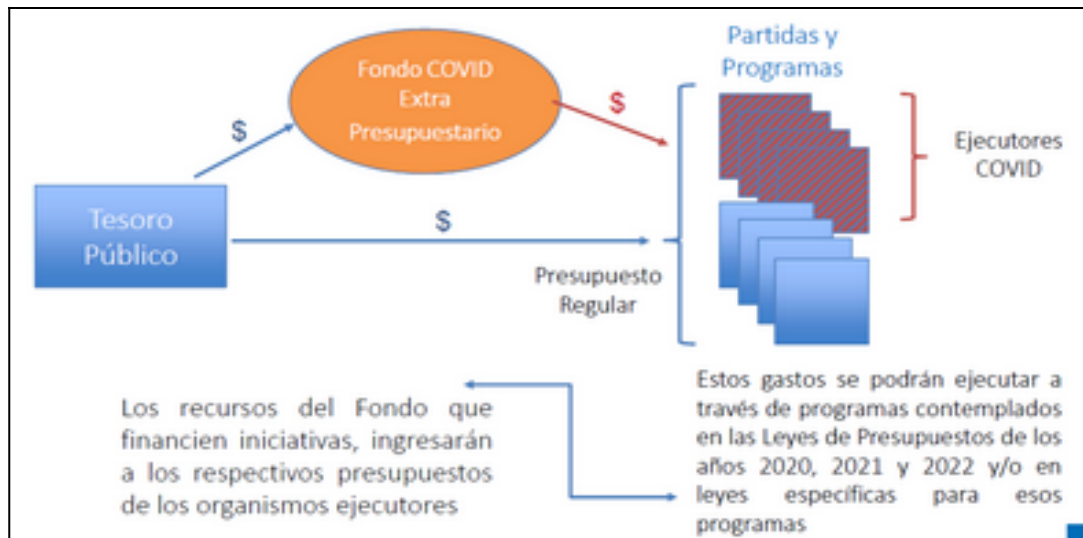 Partidas y
Programas
Fondo COVID
Extra
Presupuestario
$
$
Ejecutores
COVID
Tesoro
Público
$
Presupuesto
Regular
Los recursos del Fondo que
financien iniciativas, ingresarán
a los respectivos presupuestos
de los organismos ejecutores
Estos gastos se podrán ejecutar a
través de programas contemplados
en las Leyes de Presupuestos de los
años 2020, 2021 y 2022 y/o en
leyes específicas para esos
programas